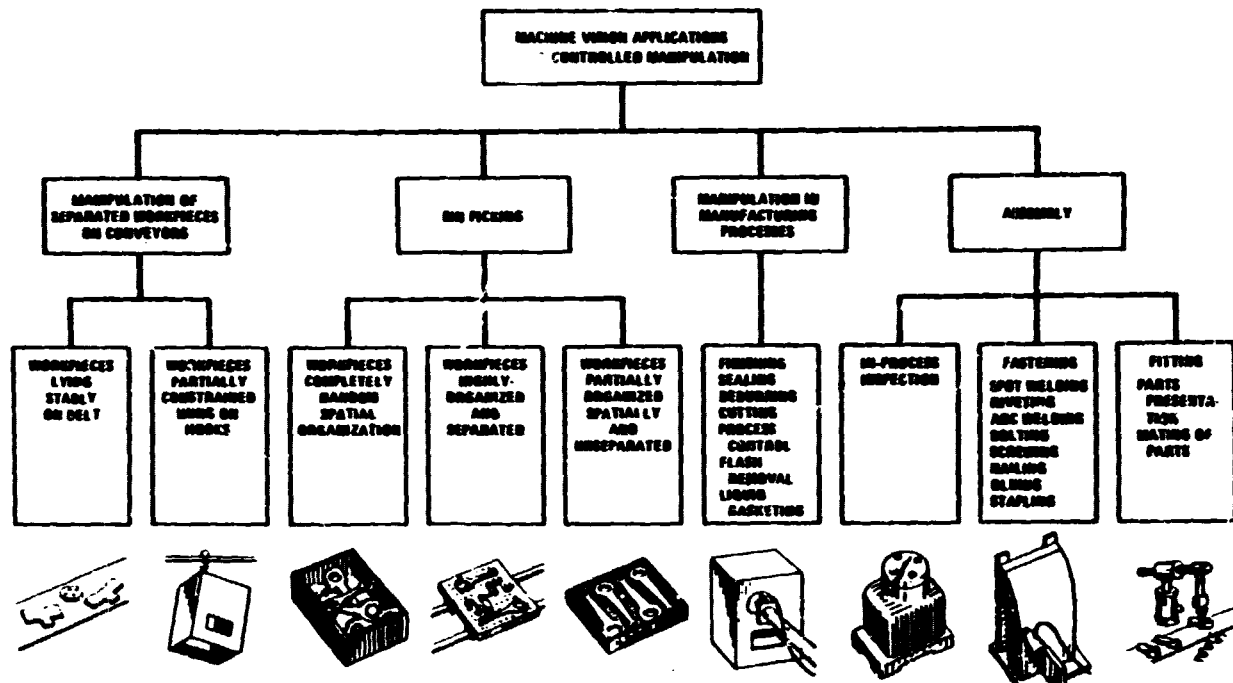 MACHINE VISION APPLICATIONS
CONTROLLED MANIPULATION
MANIPULATION OF
SEPARATED WORKPIECES
ON CONVEYORS
BIN PICKING
MANIPULATION IN
MANUFACTURING
PROCESSES
ASSEMBLY
WORKPIECES
LYING
STABLY
ON BELT
WORKPIECES
PARTIALLY
CONSTRAINED
HUNG ON
HOOKS
WORKPIECES
COMPLETELY
RANDOM
SPATIAL
ORGANIZATION
WORKPIECES
HIGHLY-
ORGANIZED
AND
SEPARATED
WORKPIECES
PARTIALLY
ORGANIZED
SPATIALLY
AND
UNSEPARATED
FINISHING
SEALING
DEBURRING
CUTTING
PROCESS
CONTROL
FLASH
REMOVAL
LIQUID
GASKETING
IN-PROCESS
INSPECTION
FASTENING
SPOT WELDING
RIVETING
ARC WELDING
BOLTING
SCREWING
NAILING
GLUING
STAPLING
FITTING
PARTS
PRESENTA-
TION
MATING OF
PARTS